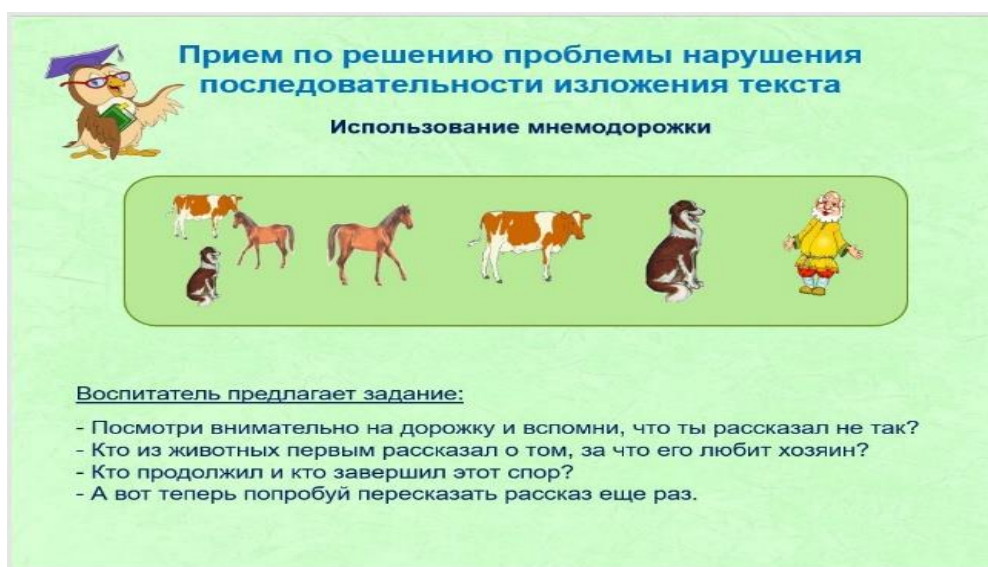 Прием по решению проблемы нарушения
последовательности изложения текста
Использование мнемодорожки
Воспитатель предлагает задание:
- Посмотри внимательно на дорожку и вспомни, что ты рассказал не так?
- Кто из животных первым рассказал о том, за что его любит хозяин?
- Кто продолжил и кто завершил этот спор?
- А вот теперь попробуй пересказать рассказ еще раз.